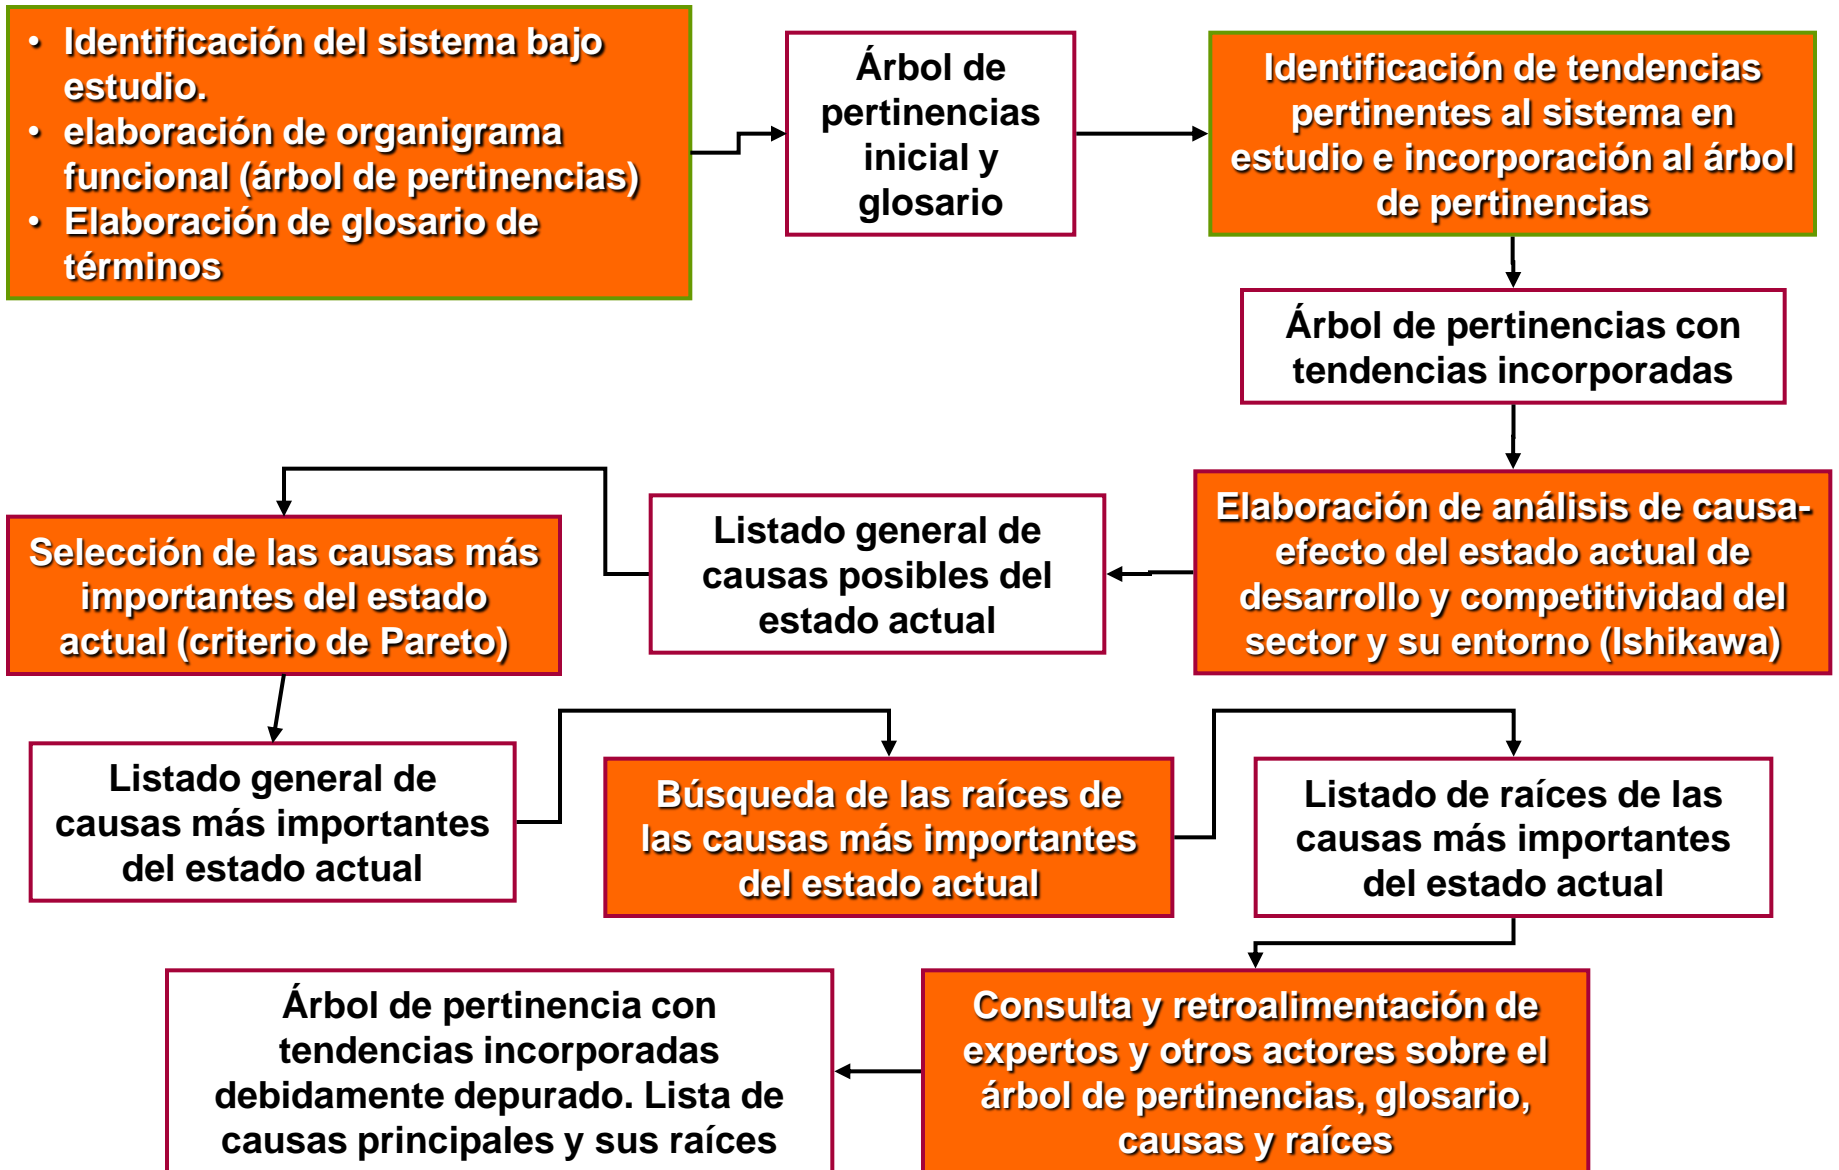 • Identificación del sistema bajo
estudio.
• elaboración de organigrama
funcional (árbol de pertinencias)
• Elaboración de glosario de
términos
Árbol de
pertinencias
inicial y
glosario
Identificación de tendencias
pertinentes al sistema en
estudio e incorporación al árbol
de pertinencias
Árbol de pertinencias con
tendencias incorporadas
Elaboración de análisis de causa-
efecto del estado actual de
desarrollo y competitividad del
sector y su entorno (Ishikawa)
Listado general de
causas posibles del
estado actual
Selección de las causas más
importantes del estado
actual (criterio de Pareto)
Listado general de
causas más importantes
del estado actual
Búsqueda de las raíces de
las causas más importantes
del estado actual
Listado de raíces de las
causas más importantes
del estado actual
Consulta y retroalimentación de
expertos y otros actores sobre el
árbol de pertinencias, glosario,
causas y raíces
Árbol de pertinencia con
tendencias incorporadas
debidamente depurado. Lista de
causas principales y sus raíces